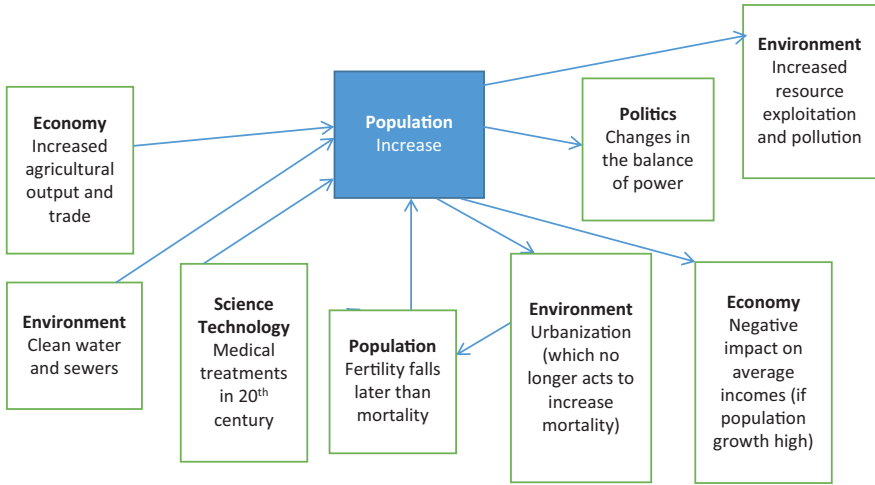 Economy
Increased
agricultural
output and
trade
Population
Increase
Politics
Changes in
the balance
of power
Environment
Increased
resource
exploitation
and pollution
Environment
Clean water
and sewers
Science
Technology
Medical
treatments
in 20th
century
Population
Fertility falls
later than
mortality
Environment
Urbanization
(which no
longer acts to
increase
mortality)
Economy
Negative
impact on
average
incomes (if
population
growth high)